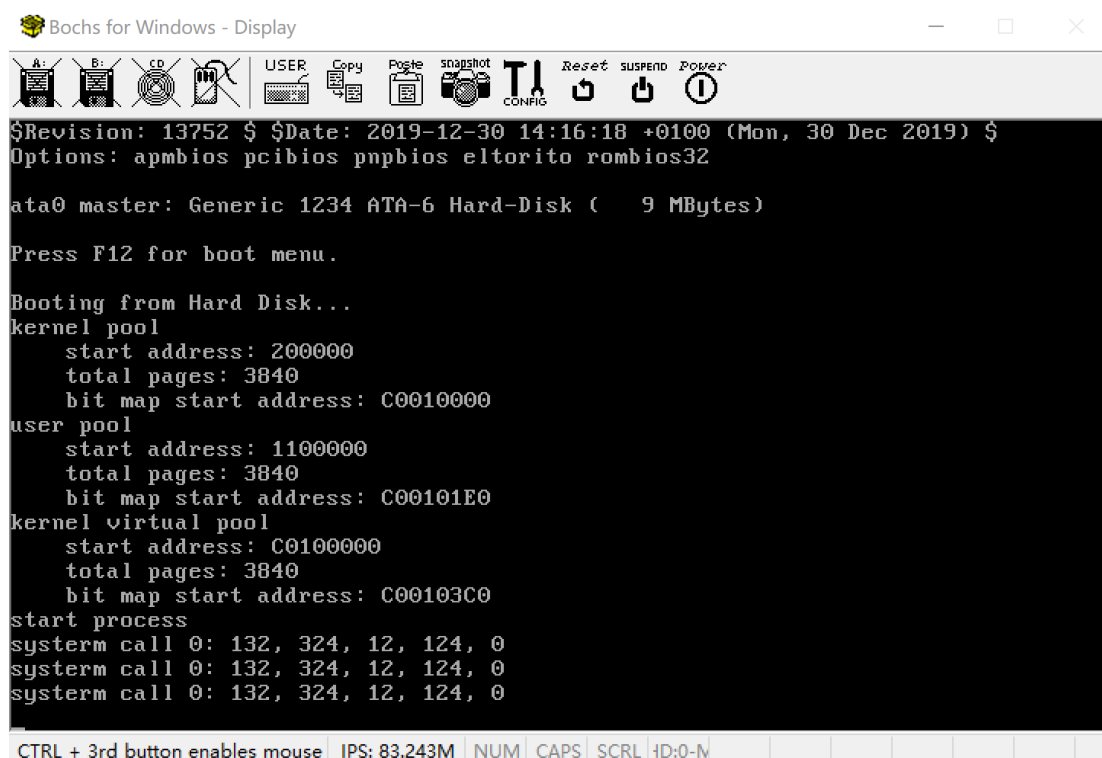 Bochs for Windows - Display
A: B: CD USER Copy Paste snapshot CONFIG Reset SUSPEND Power
$Revision: 13752 $ $Date: 2019-12-30 14:16:18 +0100 (Mon, 30 Dec 2019) $
Options: apmbios pcibios pnpbios eltorito rombios32
ata0 master: Generic 1234 ATA-6 Hard-Disk (   9 MBytes)
Press F12 for boot menu.
Booting from Hard Disk...
kernel pool
    start address: 200000
    total pages: 3840
    bit map start address: C0010000
user pool
    start address: 1100000
    total pages: 3840
    bit map start address: C00101E0
kernel virtual pool
    start address: C0100000
    total pages: 3840
    bit map start address: C00103C0
start process
systerm call 0: 132, 324, 12, 124, 0
systerm call 0: 132, 324, 12, 124, 0
systerm call 0: 132, 324, 12, 124, 0
CTRL + 3rd button enables mouse IPS: 83.243M NUM CAPS SCRL HD:0-M